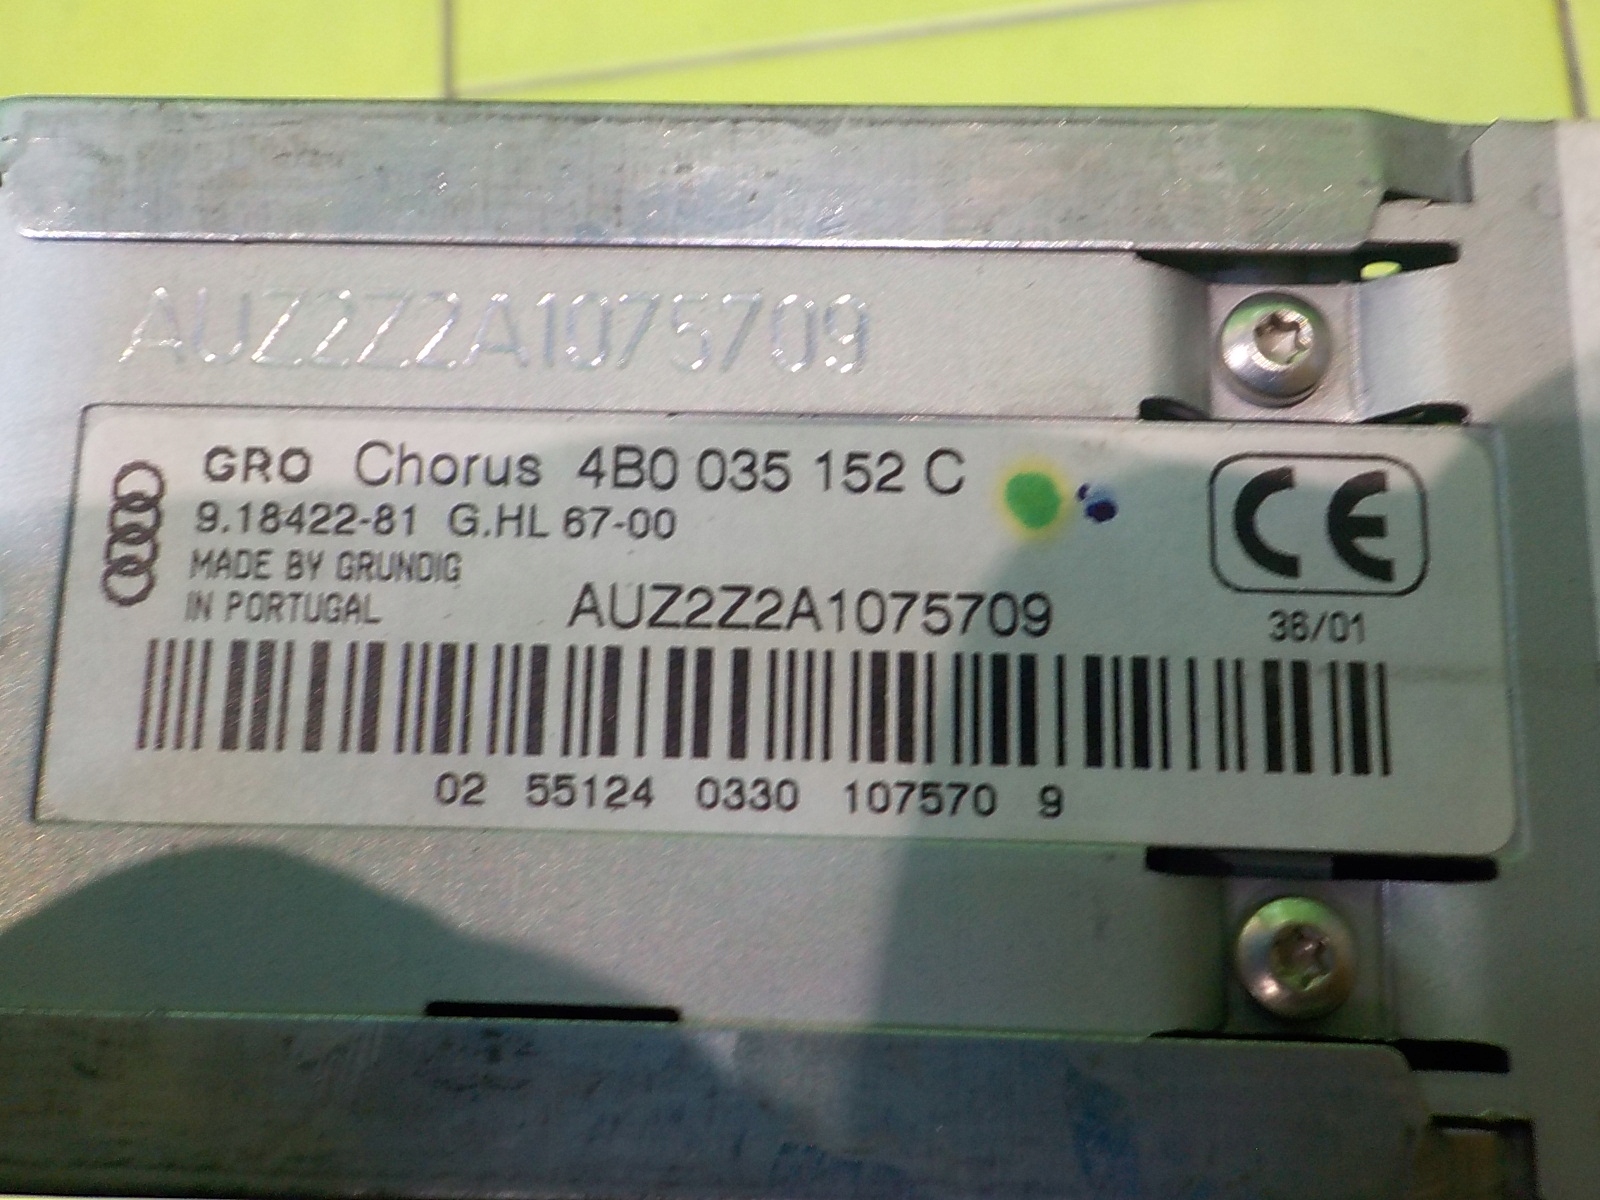 AUZ2Z2A1075709
GRO Chorus 4B0 035 152 C
9.18422-81 G.HL 67-00
MADE BY GRUNDIG
IN PORTUGAL
AUZ2Z2A1075709
CE
38/01
02 55124 0330 107570 9